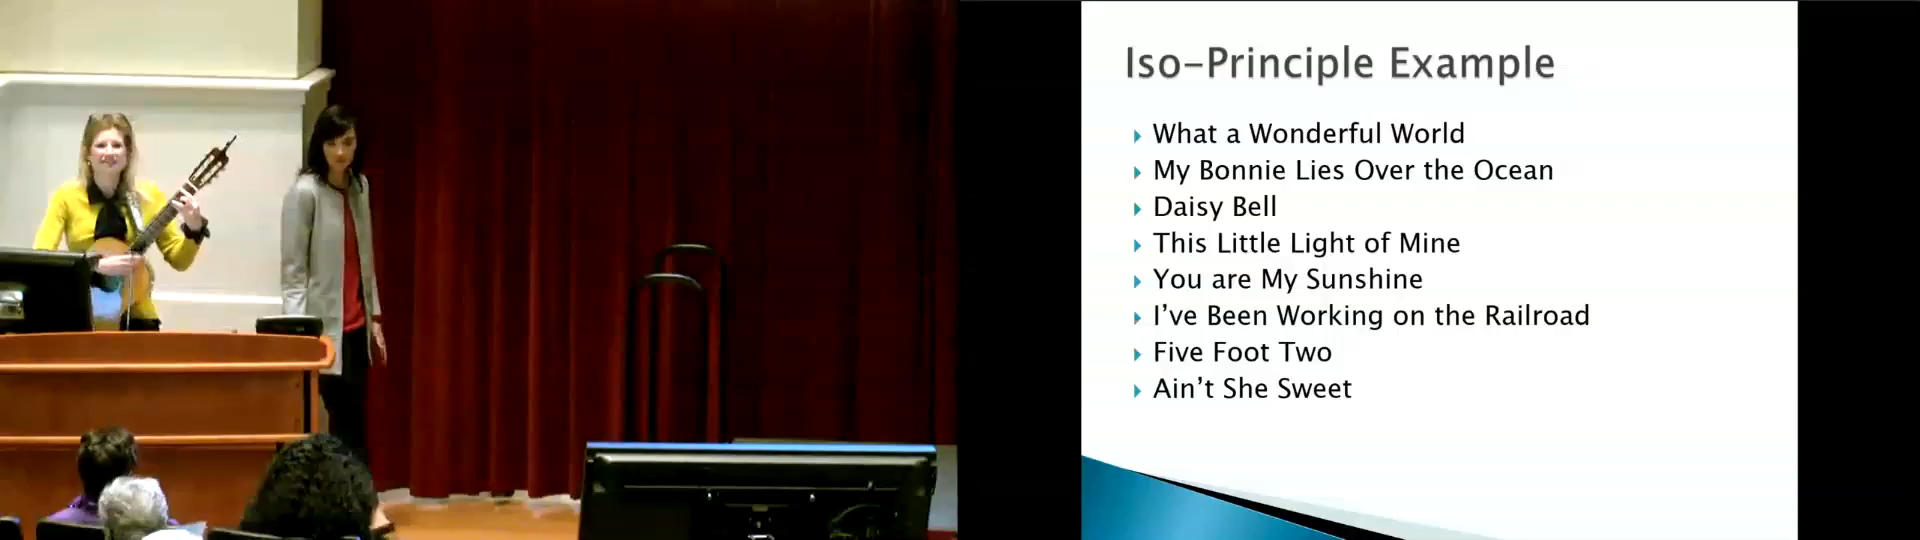 Iso-Principle Example
What a Wonderful World
My Bonnie Lies Over the Ocean
Daisy Bell
This Little Light of Mine
You are My Sunshine
I've Been Working on the Railroad
Five Foot Two
Ain't She Sweet